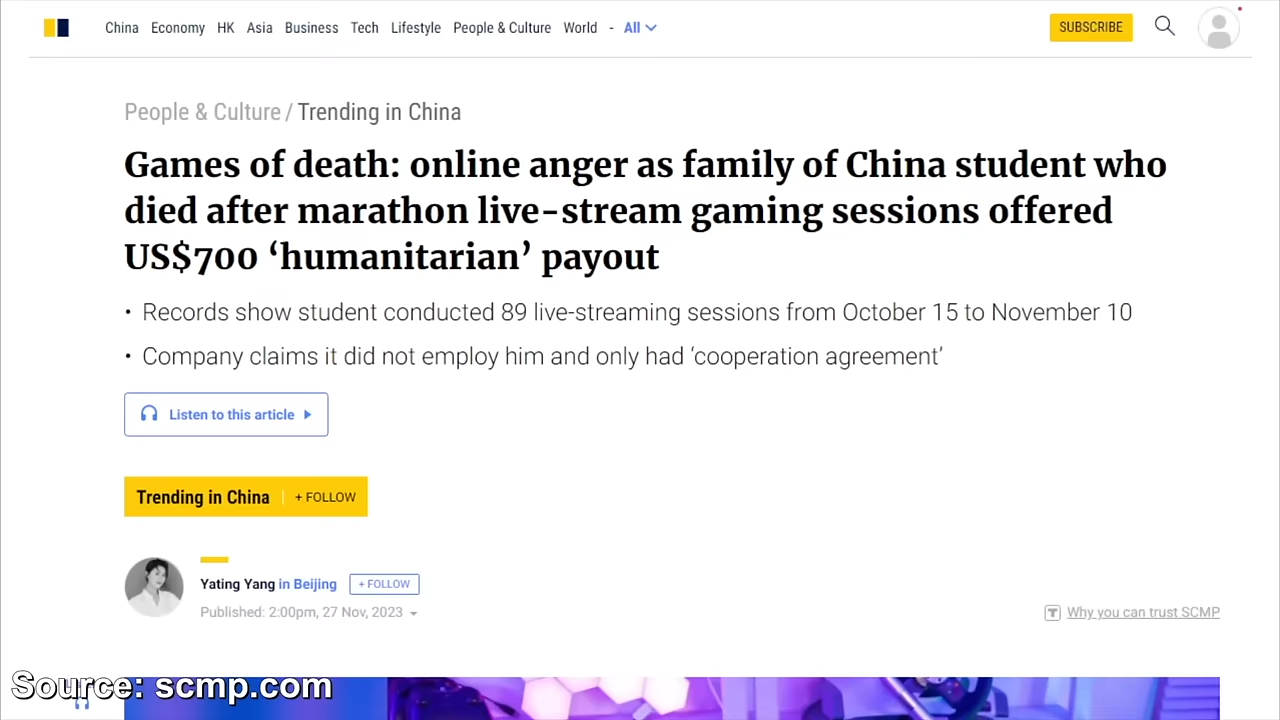 China Economy HK Asia Business Tech Lifestyle People & Culture World - All
SUBSCRIBE
People & Culture / Trending in China
Games of death: online anger as family of China student who
died after marathon live-stream gaming sessions offered
US$700 ‘humanitarian’ payout
• Records show student conducted 89 live-streaming sessions from October 15 to November 10
• Company claims it did not employ him and only had ‘cooperation agreement’
Listen to this article
Trending in China + FOLLOW
Yating Yang in Beijing + FOLLOW
Published: 2:00pm, 27 Nov, 2023
T Why you can trust SCMP
Source: scmp.com